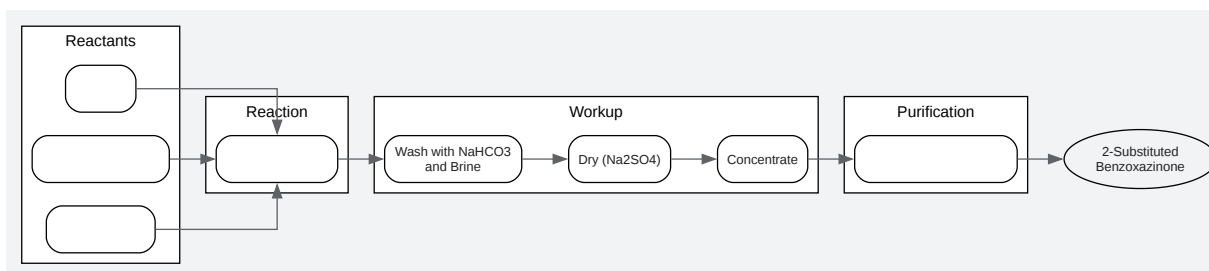 Reactants
Reaction
Workup
Wash with NaHCO3
and Brine
Dry (Na2SO4)
Concentrate
Purification
2-Substituted
Benzoxazinone